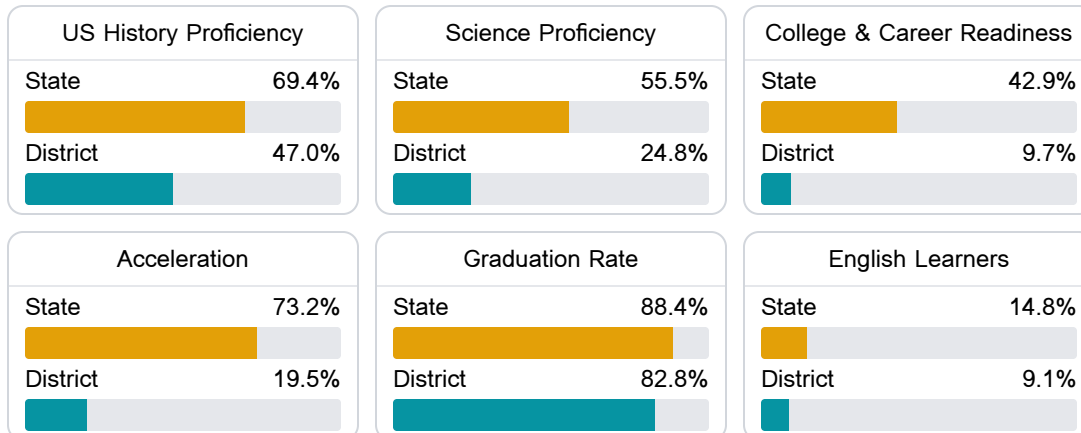 US History Proficiency
State 69.4%
District 47.0%
Science Proficiency
State 55.5%
District 24.8%
College & Career Readiness
State 42.9%
District 9.7%
Acceleration
State 73.2%
District 19.5%
Graduation Rate
State 88.4%
District 82.8%
English Learners
State 14.8%
District 9.1%